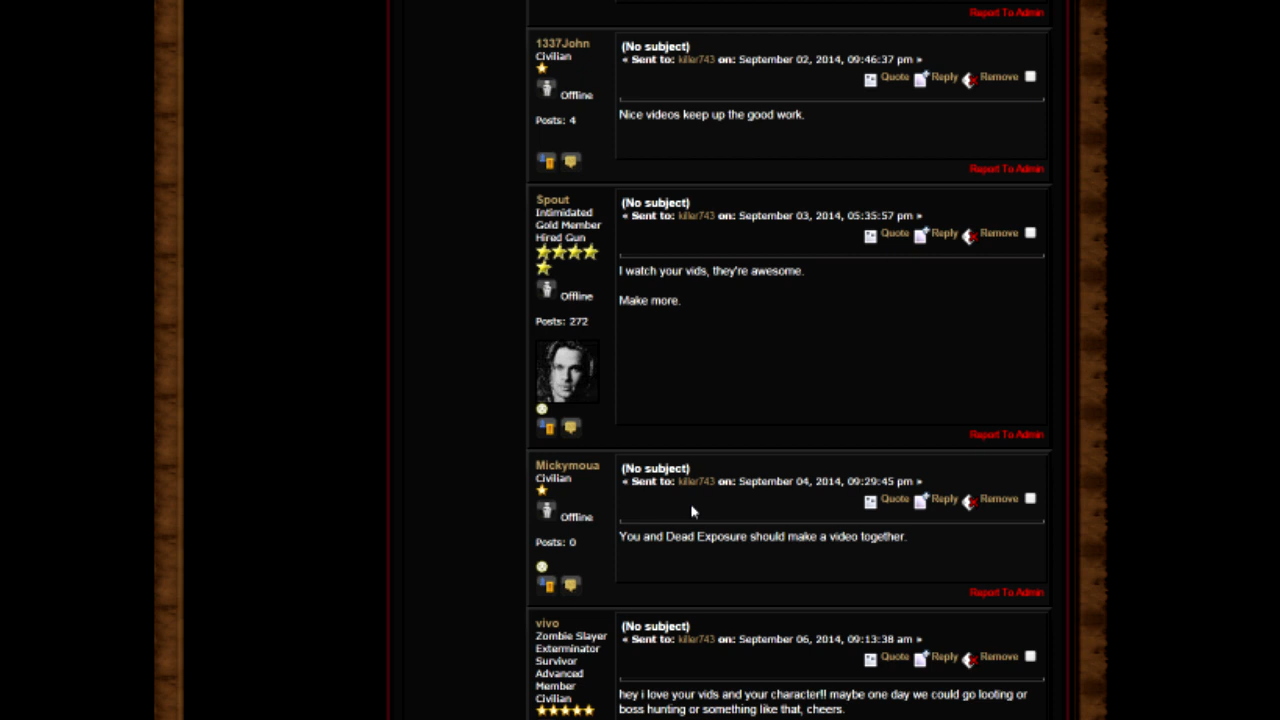 Report To Admin
1337John
Civilian
Offline
Posts: 4
(No subject)
« Sent to: killer743 on: September 02, 2014, 09:46:37 pm »
Quote Reply Remove
Nice videos keep up the good work.
Report To Admin
Spout
Intimidated
Gold Member
Hired Gun
Offline
Posts: 272
(No subject)
« Sent to: killer743 on: September 03, 2014, 05:35:57 pm »
Quote Reply Remove
I watch your vids, they're awesome.
Make more.
Report To Admin
Mickymoua
Civilian
Offline
Posts: 0
(No subject)
« Sent to: killer743 on: September 04, 2014, 09:29:45 pm »
Quote Reply Remove
You and Dead Exposure should make a video together.
Report To Admin
vivo
Zombie Slayer
Exterminator
Survivor
Advanced
Member
Civilian
(No subject)
« Sent to: killer743 on: September 06, 2014, 09:13:38 am »
Quote Reply Remove
hey i love your vids and your character!! maybe one day we could go looting or
boss hunting or something like that, cheers.